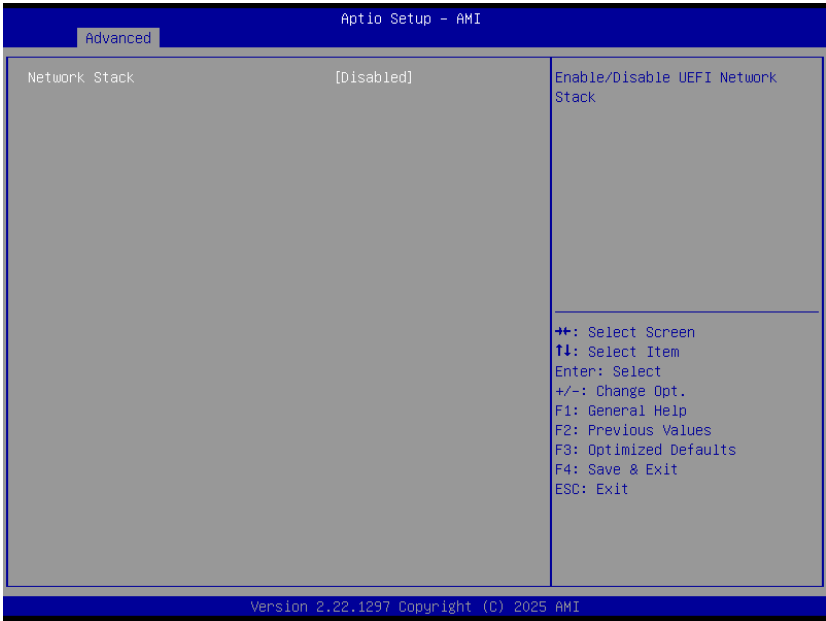 Aptio Setup – AMI
Advanced
Network Stack [Disabled]
Enable/Disable UEFI Network
Stack
→←: Select Screen
↑↓: Select Item
Enter: Select
+/-: Change Opt.
F1: General Help
F2: Previous Values
F3: Optimized Defaults
F4: Save & Exit
ESC: Exit
Version 2.22.1297 Copyright (C) 2025 AMI